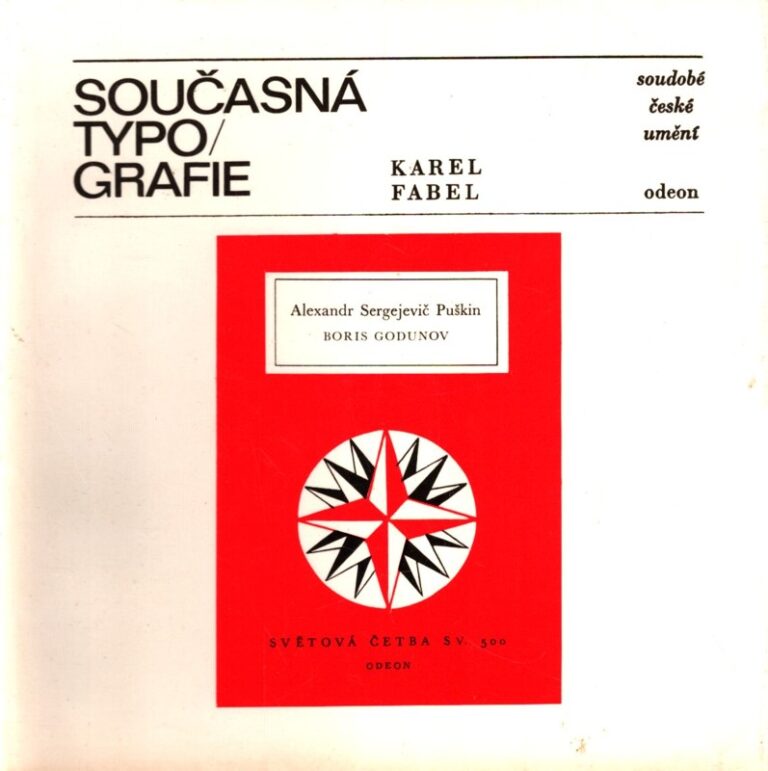 SOUČASNÁ
TYPO/
GRAFIE
KAREL
FABEL
soudobé
české
umění
odeon
Alexandr Sergejevič Puškin
BORIS GODUNOV
SVĚTOVÁ ČETBA SV. 500
ODEON